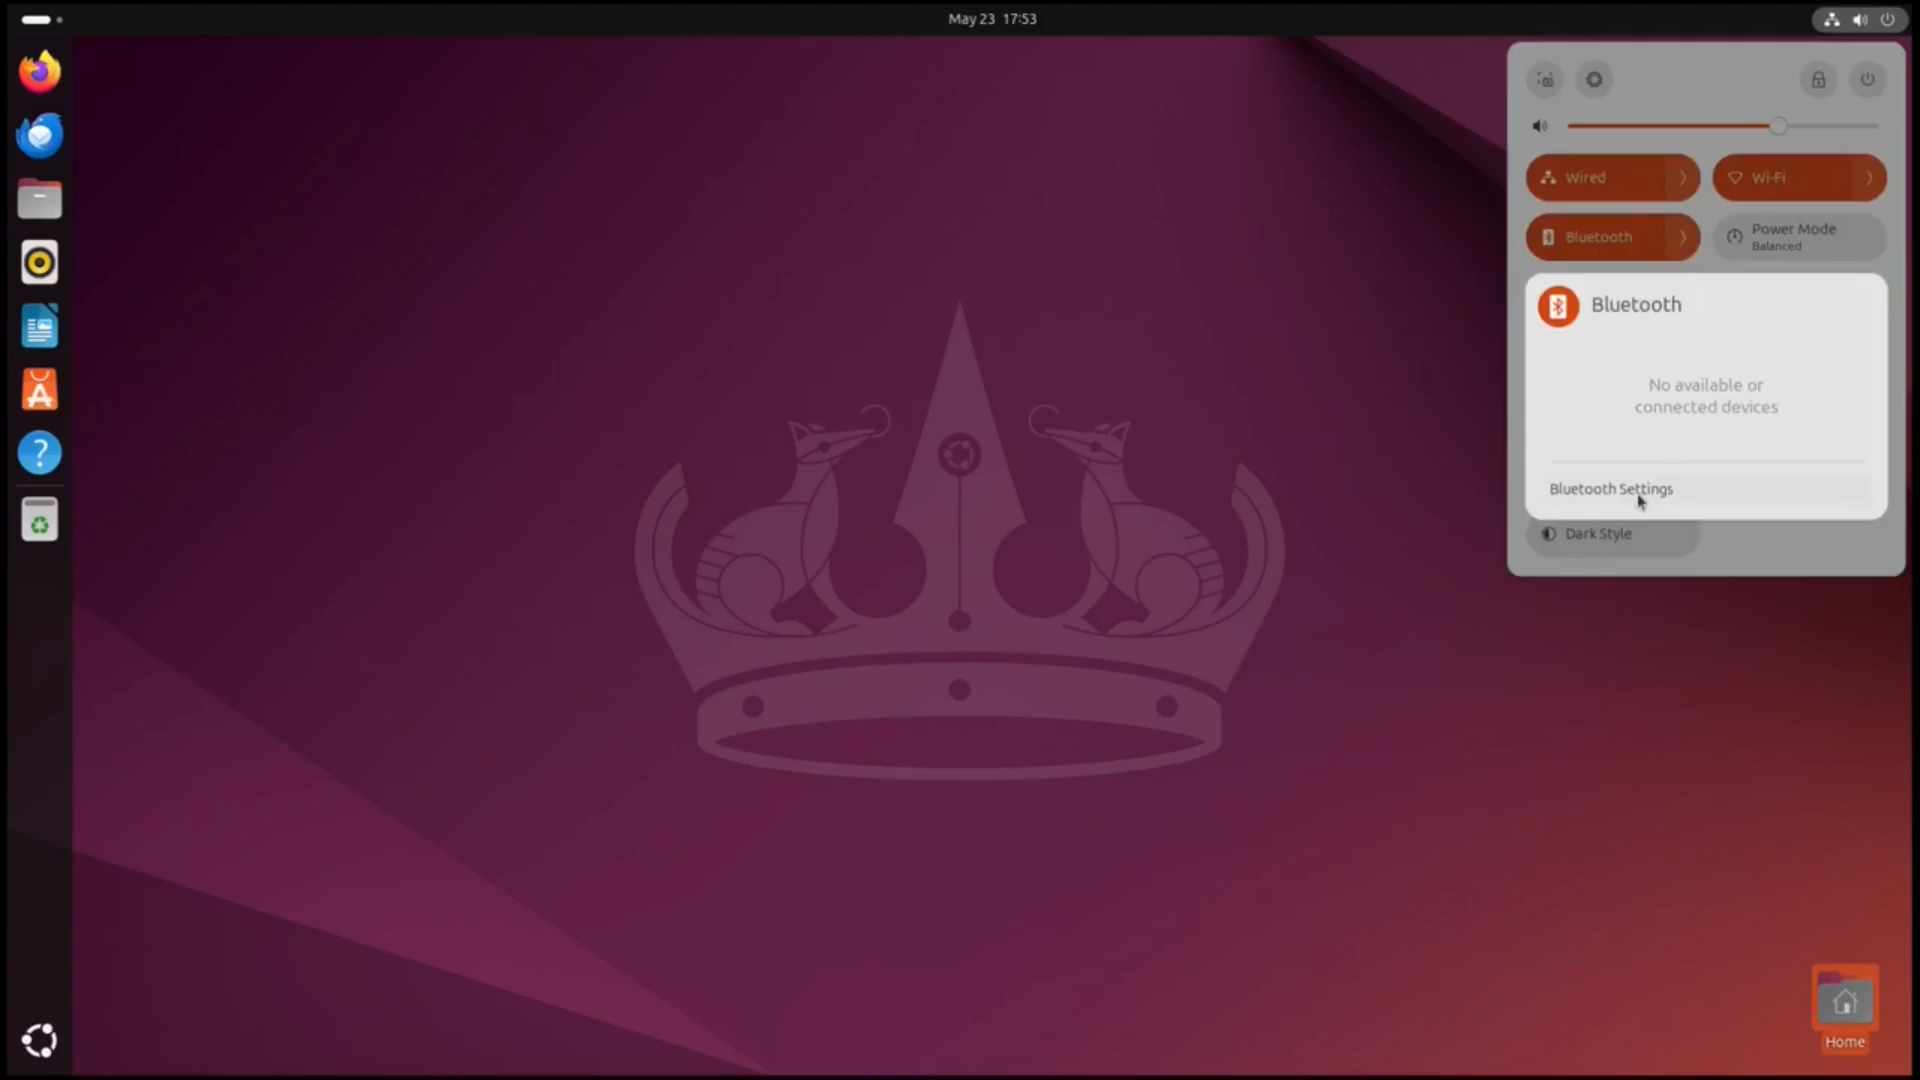 May 23 17:53
Wired
Wi-Fi
Bluetooth
Power Mode
Balanced
Bluetooth
No available or
connected devices
Bluetooth Settings
Dark Style
Home